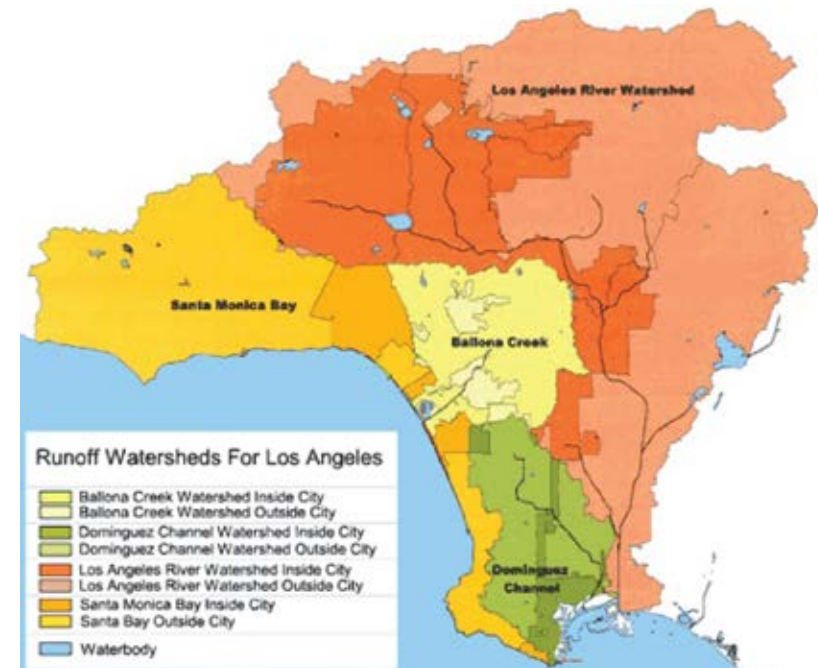 Los Angeles River Watershed
Santa Monica Bay
Ballona Creek
Runoff Watersheds For Los Angeles
Ballona Creek Watershed Inside City
Ballona Creek Watershed Outside City
Dominguez Channel Watershed Inside City
Dominguez Channel Watershed Outside City
Los Angeles River Watershed Inside City
Los Angeles River Watershed Outside City
Santa Monica Bay Inside City
Santa Bay Outside City
Waterbody
Dominguez
Channel